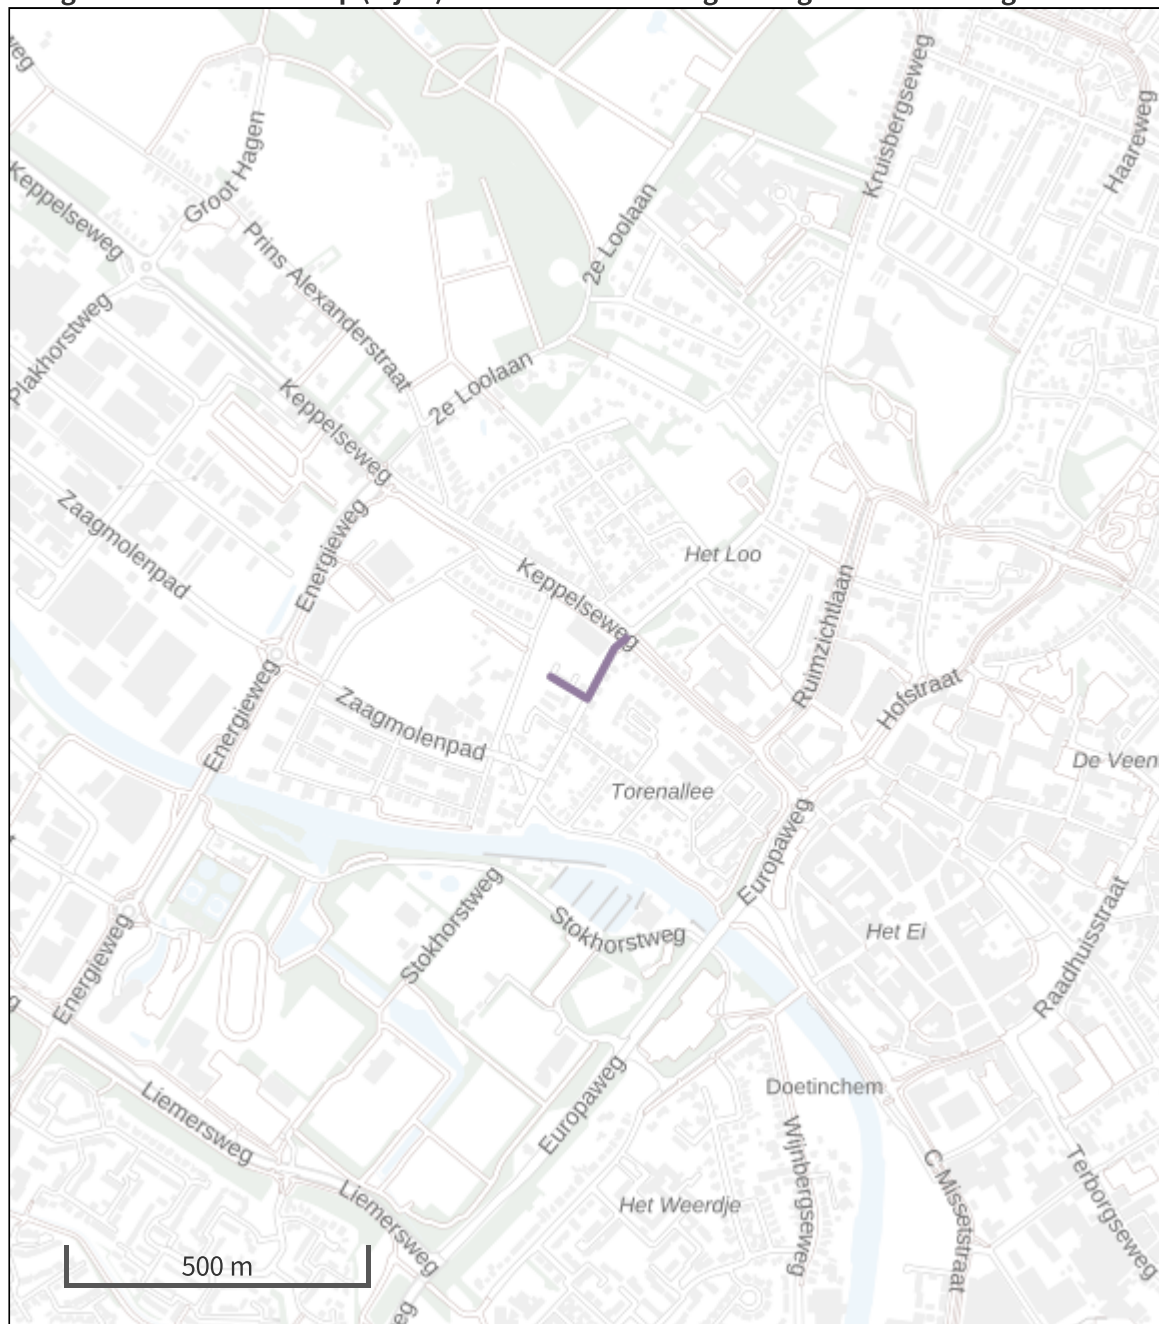 weg
Kruisbergseweg
Haareweg
Groot Hagen
Keppelseweg
2e Loolaan
Prins Alexanderstraat
Plakhorstweg
2e Loolaan
Keppelseweg
Zaagmolenpad
Energieweg
Het Loo
Keppelseweg
Ruimzichtlaan
Hofstraat
Energieweg
Zaagmolenpad
De Veen
Torenallee
Europaweg
Stokhorstweg
Stokhorstweg
Het Ei
Raadhuisstraat
Energieweg
Europaweg
Doetinchem
Liemersweg
Wijnbergseweg
C Missetstraat
Terborgseweg
Liemersweg
Het Weerdje
500 m